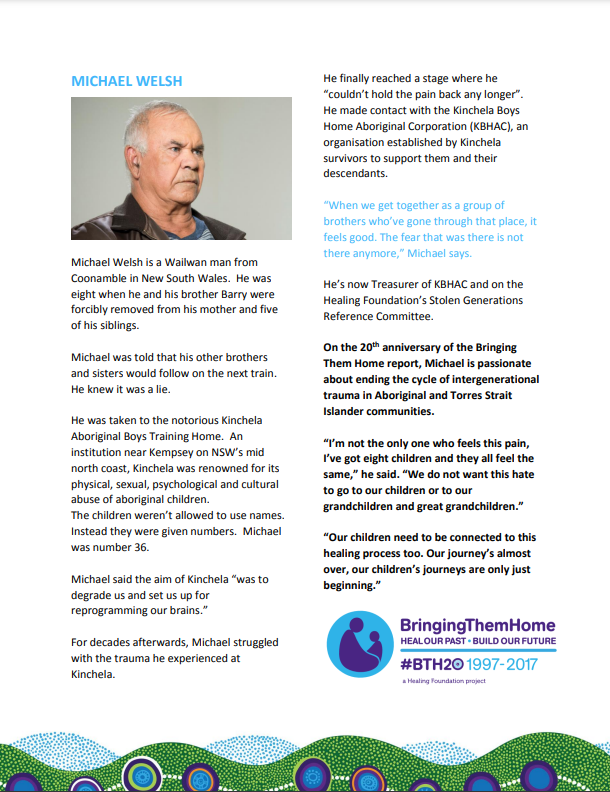 MICHAEL WELSH
Michael Welsh is a Wailwan man from
Coonamble in New South Wales.  He was
eight when he and his brother Barry were
forcibly removed from his mother and five
of his siblings.
Michael was told that his other brothers
and sisters would follow on the next train.
He knew it was a lie.
He was taken to the notorious Kinchela
Aboriginal Boys Training Home.  An
institution near Kempsey on NSW’s mid
north coast, Kinchela was renowned for its
physical, sexual, psychological and cultural
abuse of aboriginal children.
The children weren’t allowed to use names.
Instead they were given numbers.  Michael
was number 36.
Michael said the aim of Kinchela “was to
degrade us and set us up for
reprogramming our brains.”
For decades afterwards, Michael struggled
with the trauma he experienced at
Kinchela.
He finally reached a stage where he
“couldn’t hold the pain back any longer”.
He made contact with the Kinchela Boys
Home Aboriginal Corporation (KBHAC), an
organisation established by Kinchela
survivors to support them and their
descendants.
“When we get together as a group of
brothers who’ve gone through that place, it
feels good. The fear that was there is not
there anymore,” Michael says.
He’s now Treasurer of KBHAC and on the
Healing Foundation’s Stolen Generations
Reference Committee.
On the 20th anniversary of the Bringing
Them Home report, Michael is passionate
about ending the cycle of intergenerational
trauma in Aboriginal and Torres Strait
Islander communities.
“I’m not the only one who feels this pain,
I’ve got eight children and they all feel the
same,” he said. “We do not want this hate
to go to our children or to our
grandchildren and great grandchildren.”
“Our children need to be connected to this
healing process too. Our journey’s almost
over, our children’s journeys are only just
beginning.”
BringingThemHome
HEAL OUR PAST • BUILD OUR FUTURE
#BTH20 1997-2017
a Healing Foundation project